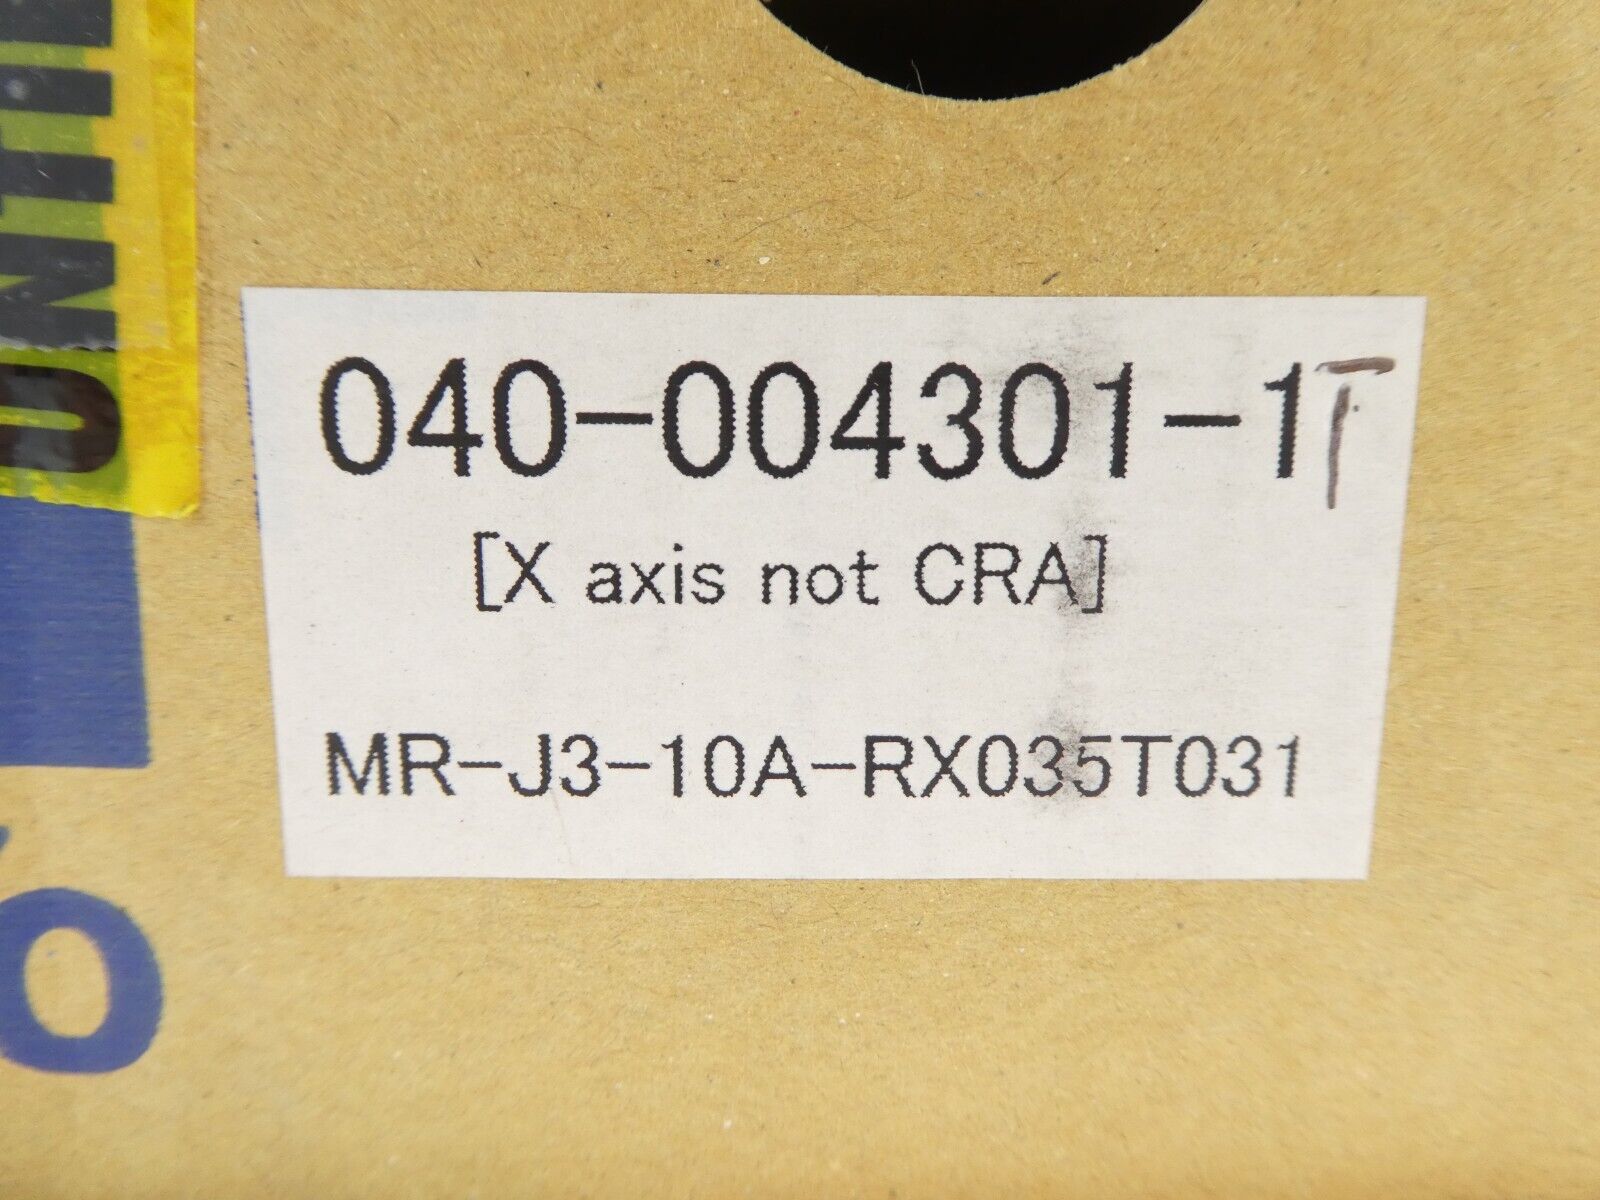 040-004301-1T
[X axis not CRA]
MR-J3-10A-RX035T031